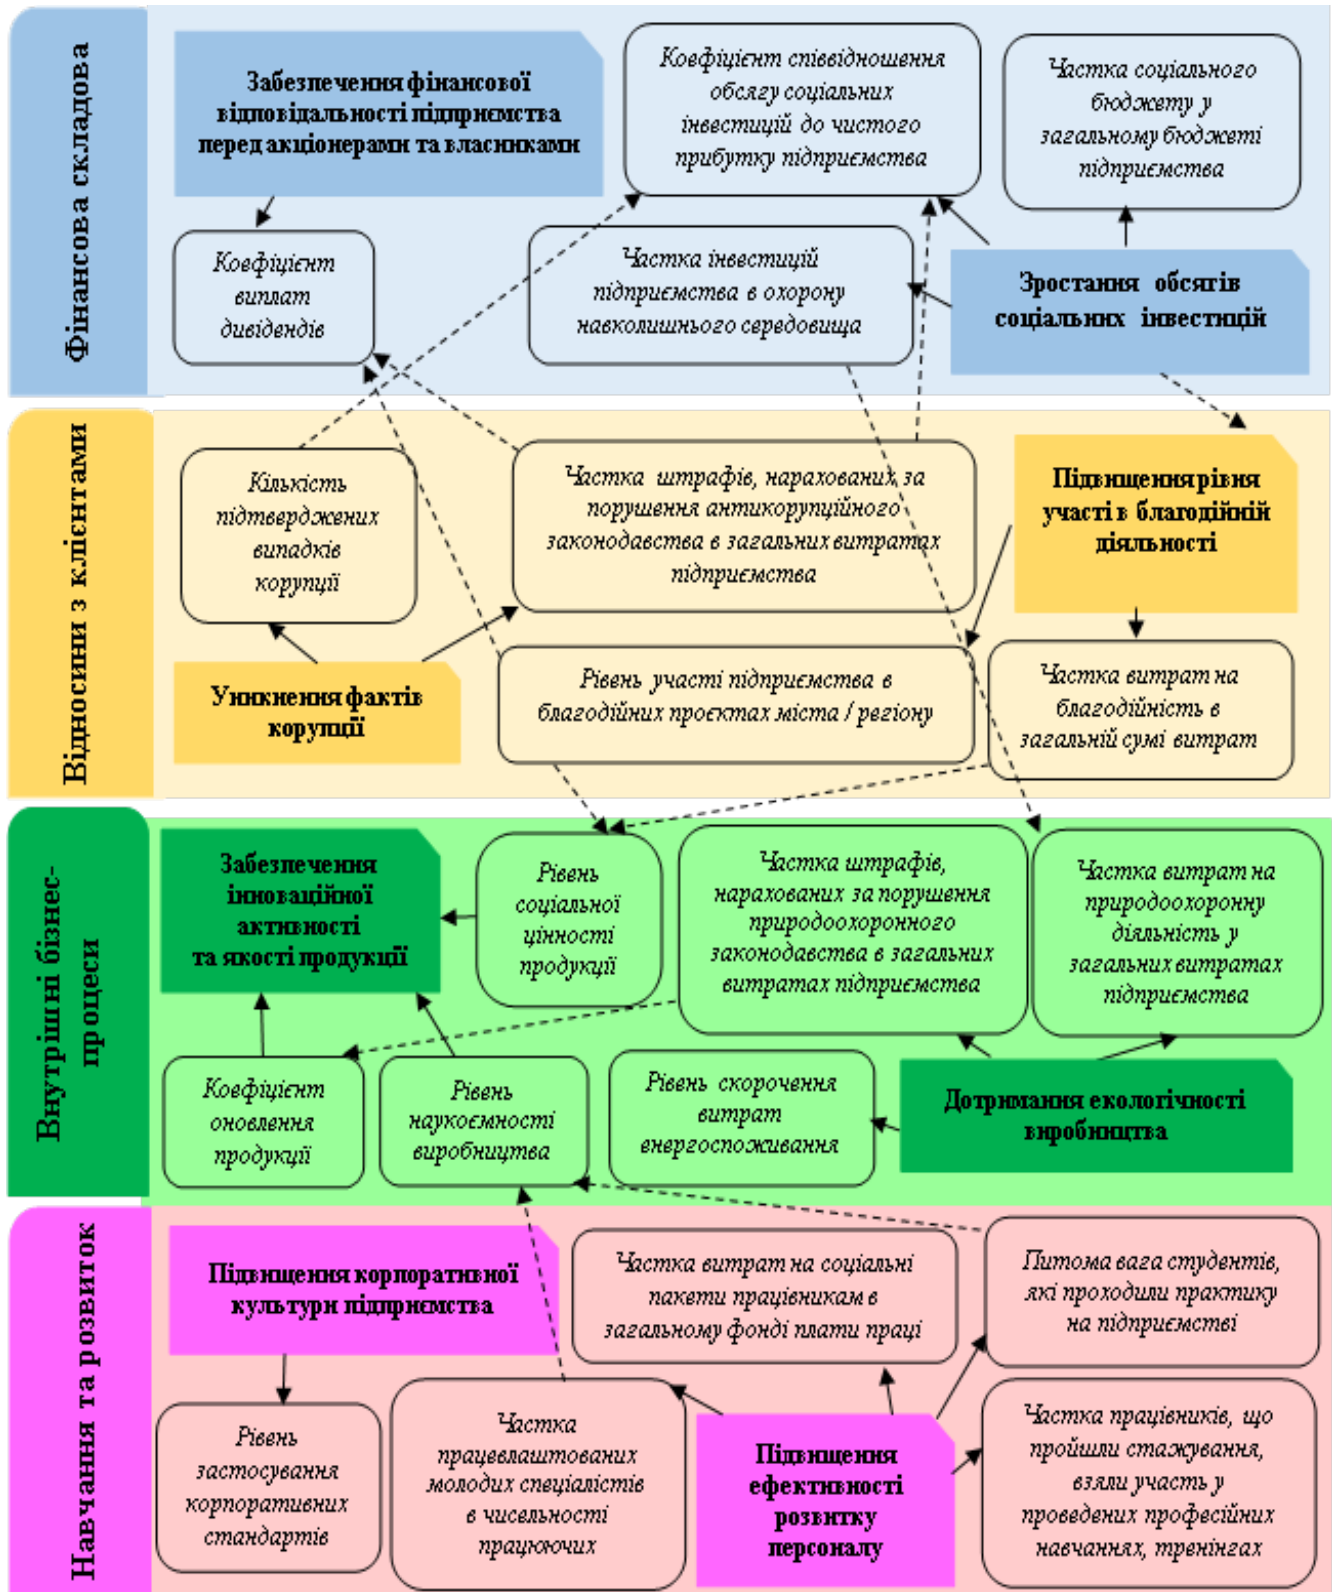 Фінансова складова
Забезпечення фінансової
відповідальності підприємства
перед акціонерами та власниками
Коефіцієнт співвідношення
обсягу соціальних
інвестицій до чистого
прибутку підприємства
Частка соціального
бюджету у
загальному бюджеті
підприємства
Коефіцієнт
виплат
дивідендів
Частка інвестицій
підприємства в охорону
навколишнього середовища
Зростання обсягів
соціальних інвестицій
Відносини з клієнтами
Кількість
підтверджених
випадків
корупції
Частка штрафів, нарахованих за
порушення антикорупційного
законодавства в загальних витратах
підприємства
Підвищення рівня
участі в благодійній
діяльності
Уникнення фактів
корупції
Рівень участі підприємства в
благодійних проєктах міста / регіону
Частка витрат на
благодійність в
загальній сумі витрат
Внутрішні бізнес-
процеси
Забезпечення
інноваційної
активності
та якості продукції
Рівень
соціальної
цінності
продукції
Частка штрафів,
нарахованих за порушення
природоохоронного
законодавства в загальних
витратах підприємства
Частка витрат на
природоохоронну
діяльність у
загальних витратах
підприємства
Коефіцієнт
оновлення
продукції
Рівень
наукоємності
виробництва
Рівень скорочення
витрат
енергоспоживання
Дотримання екологічності
виробництва
Навчання та розвиток
Підвищення корпоративної
культури підприємства
Частка витрат на соціальні
пакети працівникам в
загальному фонді плати праці
Питома вага студентів,
які проходили практику
на підприємстві
Рівень
застосування
корпоративних
стандартів
Частка
працевлаштованих
молодих спеціалістів
в чисельності
працюючих
Підвищення
ефективності
розвитку
персоналу
Частка працівників, що
пройшли стажування,
взяли участь у
проведених професійних
навчаннях, тренінгах